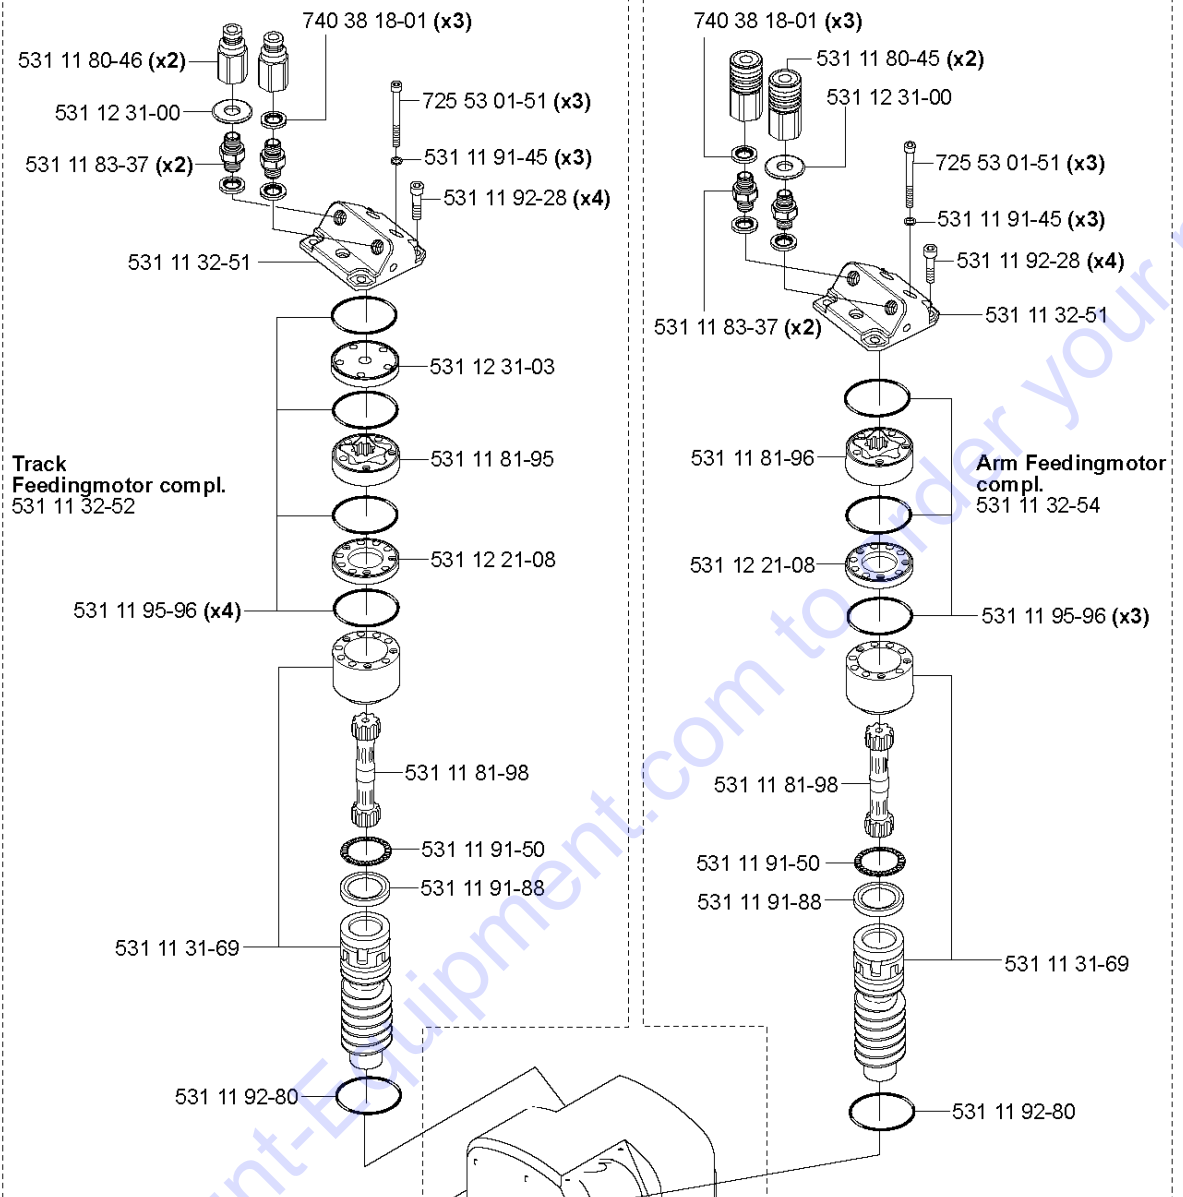 740 38 18-01 (x3)
531 11 80-46 (x2)
531 12 31-00
725 53 01-51 (x3)
531 11 83-37 (x2)
531 11 91-45 (x3)
531 11 92-28 (x4)
531 11 32-51
531 12 31-03
531 11 81-95
Track
Feedingmotor compl.
531 11 32-52
531 12 21-08
531 11 95-96 (x4)
531 11 81-98
531 11 91-50
531 11 91-88
531 11 31-69
531 11 92-80
740 38 18-01 (x3)
531 11 80-45 (x2)
531 12 31-00
725 53 01-51 (x3)
531 11 91-45 (x3)
531 11 92-28 (x4)
531 11 32-51
531 11 83-37 (x2)
531 11 81-96
Arm Feedingmotor
compl.
531 11 32-54
531 12 21-08
531 11 95-96 (x3)
531 11 81-98
531 11 91-50
531 11 91-88
531 11 31-69
531 11 92-80
nt-Equipment.com to order your